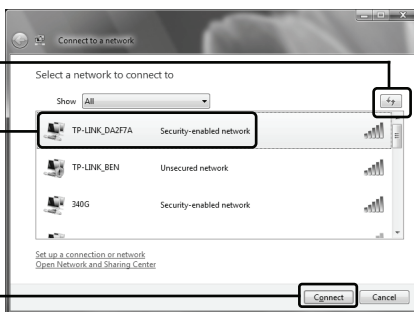 Connect to a network
Select a network to connect to
Show All
TP-LINK_DA2F7A Security-enabled network
TP-LINK_BEN Unsecured network
340G Security-enabled network
Set up a connection or network
Open Network and Sharing Center
Connect Cancel